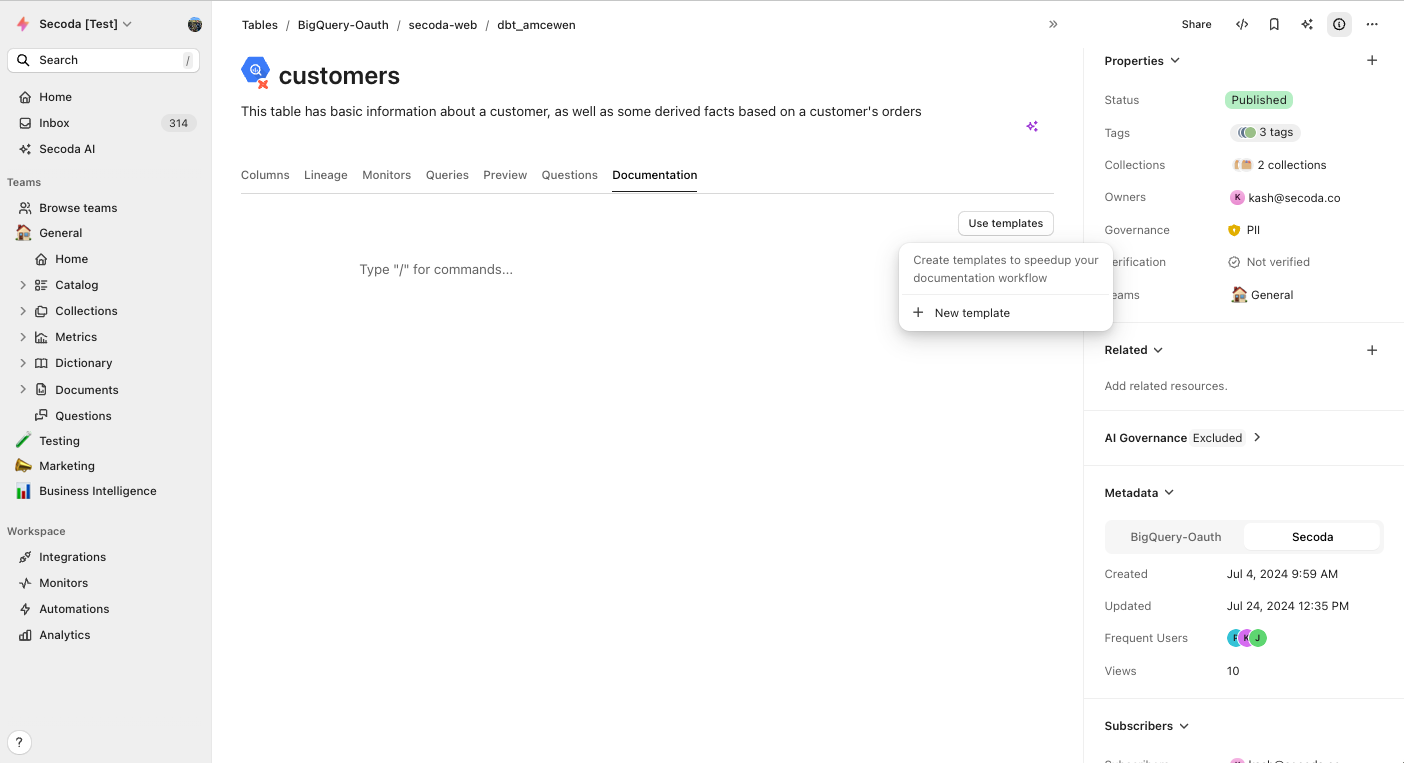 Secoda [Test]
Search /
Home
Inbox 314
Secoda AI
Teams
Browse teams
General
Home
Catalog
Collections
Metrics
Dictionary
Documents
Questions
Testing
Marketing
Business Intelligence
Workspace
Integrations
Monitors
Automations
Analytics
?
Tables / BigQuery-Oauth / secoda-web / dbt_amcewen
Share
customers
This table has basic information about a customer, as well as some derived facts based on a customer's orders
Columns Lineage Monitors Queries Preview Questions Documentation
Use templates
Type "/" for commands...
Create templates to speedup your
documentation workflow
New template
Properties
Status Published
Tags 3 tags
Collections 2 collections
Owners K kash@secoda.co
Governance PII
erification Not verified
eams General
Related
Add related resources.
AI Governance Excluded
Metadata
BigQuery-Oauth Secoda
Created Jul 4, 2024 9:59 AM
Updated Jul 24, 2024 12:35 PM
Frequent Users J
Views 10
Subscribers